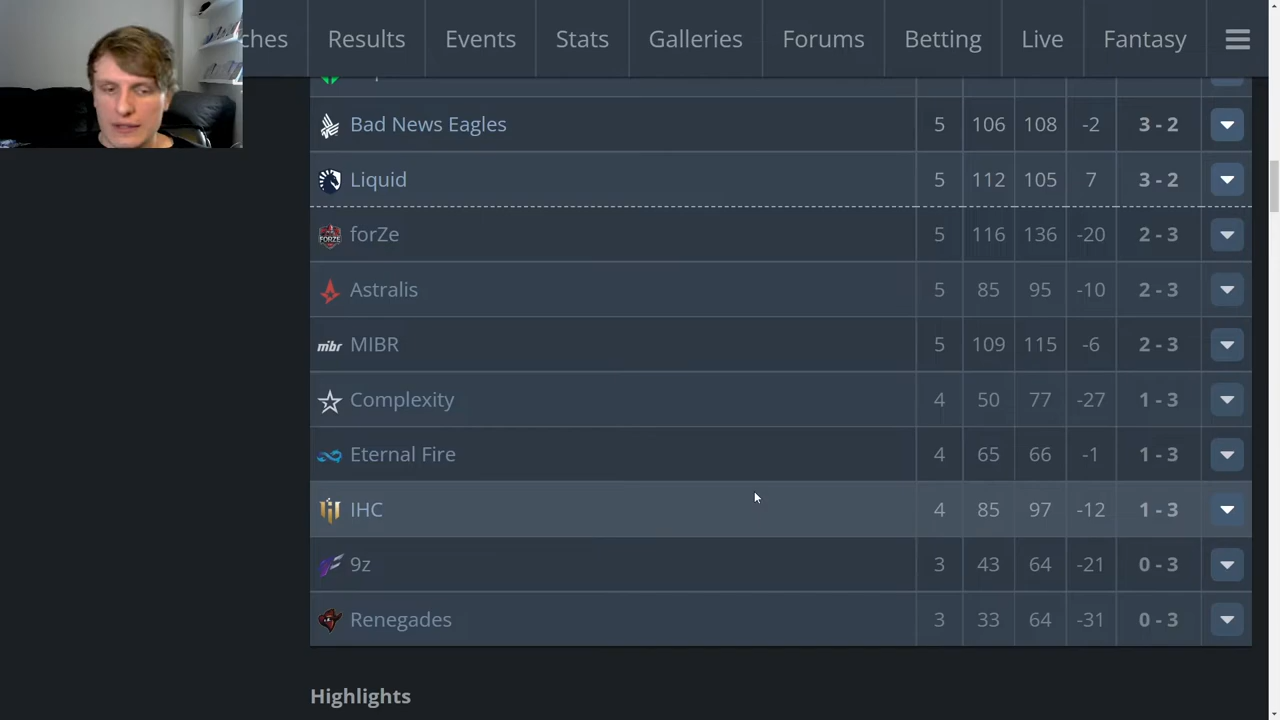 ches Results Events Stats Galleries Forums Betting Live Fantasy
Bad News Eagles 5 106 108 -2 3 - 2
Liquid 5 112 105 7 3 - 2
FORZE forZe 5 116 136 -20 2 - 3
Astralis 5 85 95 -10 2 - 3
mibr MIBR 5 109 115 -6 2 - 3
Complexity 4 50 77 -27 1 - 3
Eternal Fire 4 65 66 -1 1 - 3
IHC 4 85 97 -12 1 - 3
9z 3 43 64 -21 0 - 3
Renegades 3 33 64 -31 0 - 3
Highlights